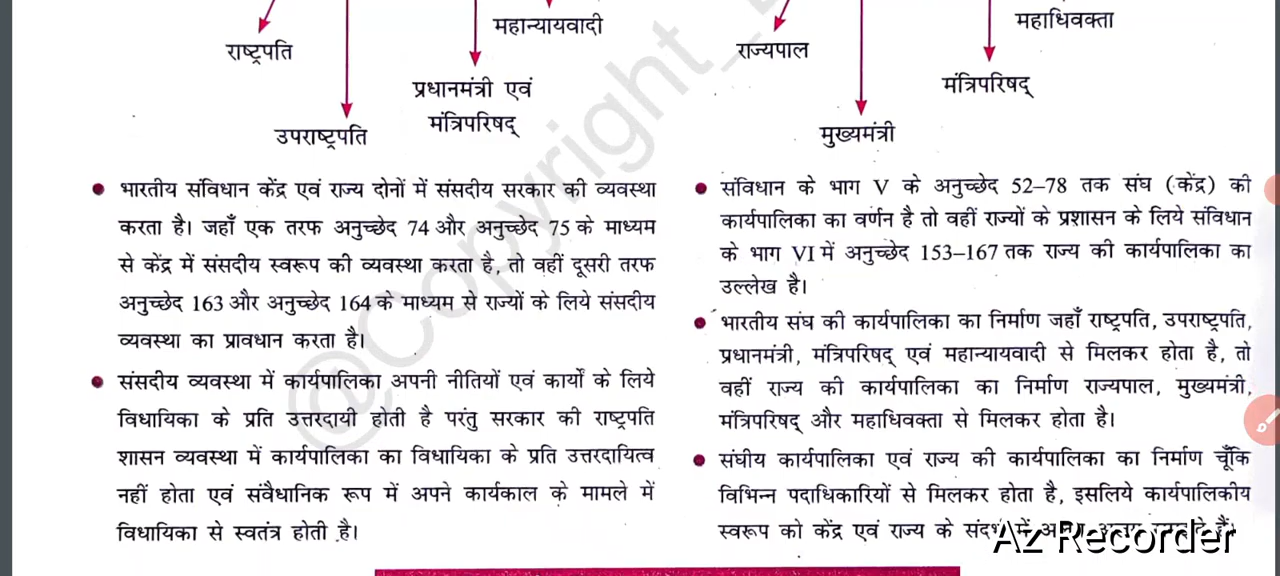 महान्यायवादी
महाधिवक्ता
राष्ट्रपति
राज्यपाल
प्रधानमंत्री एवं
मंत्रिपरिषद्
मंत्रिपरिषद्
उपराष्ट्रपति
मुख्यमंत्री
भारतीय संविधान केंद्र एवं राज्य दोनों में संसदीय सरकार की व्यवस्था
करता है। जहाँ एक तरफ अनुच्छेद 74 और अनुच्छेद 75 के माध्यम
से केंद्र में संसदीय स्वरूप की व्यवस्था करता है, तो वहीं दूसरी तरफ
अनुच्छेद 163 और अनुच्छेद 164 के माध्यम से राज्यों के लिये संसदीय
व्यवस्था का प्रावधान करता है।
संसदीय व्यवस्था में कार्यपालिका अपनी नीतियों एवं कार्यों के लिये
विधायिका के प्रति उत्तरदायी होती है परंतु सरकार की राष्ट्रपति
शासन व्यवस्था में कार्यपालिका का विधायिका के प्रति उत्तरदायित्व
नहीं होता एवं संवैधानिक रूप में अपने कार्यकाल के मामले में
विधायिका से स्वतंत्र होती है।
संविधान के भाग V के अनुच्छेद 52–78 तक संघ (केंद्र) की
कार्यपालिका का वर्णन है तो वहीं राज्यों के प्रशासन के लिये संविधान
के भाग VI में अनुच्छेद 153–167 तक राज्य की कार्यपालिका का
उल्लेख है।
भारतीय संघ की कार्यपालिका का निर्माण जहाँ राष्ट्रपति, उपराष्ट्रपति,
प्रधानमंत्री, मंत्रिपरिषद् एवं महान्यायवादी से मिलकर होता है, तो
वहीं राज्य की कार्यपालिका का निर्माण राज्यपाल, मुख्यमंत्री,
मंत्रिपरिषद् और महाधिवक्ता से मिलकर होता है।
संघीय कार्यपालिका एवं राज्य की कार्यपालिका का निर्माण चूँकि
विभिन्न पदाधिकारियों से मिलकर होता है, इसलिये कार्यपालिकीय
स्वरूप को केंद्र एवं राज्य के संदर्भ में
@Copyright_
Az Recorder